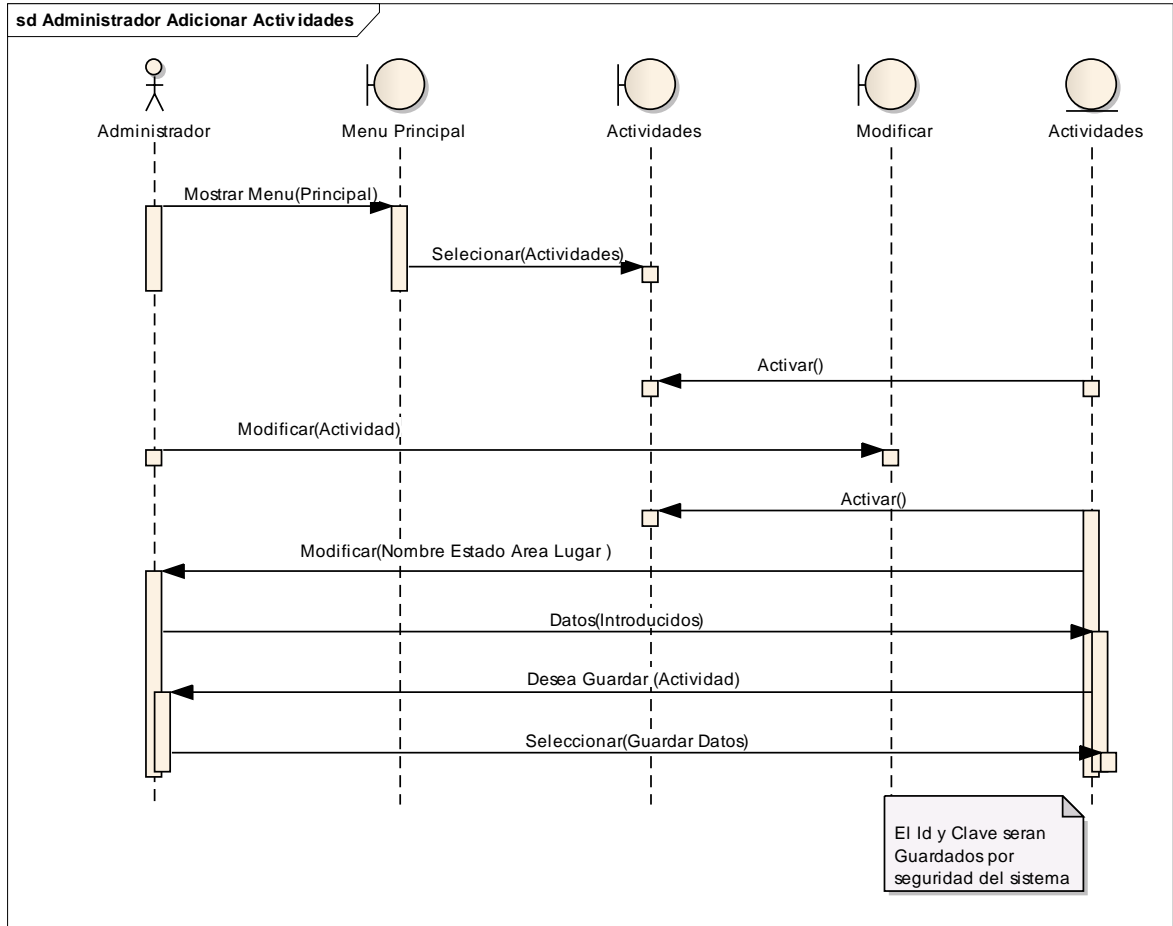 sd Administrador Adicionar Actividades
Administrador
Menu Principal
Actividades
Modificar
Actividades
Mostrar Menu(Principal)
Selecionar(Actividades)
Activar()
Modificar(Actividad)
Activar()
Modificar(Nombre Estado Area Lugar )
Datos(Introducidos)
Desea Guardar (Actividad)
Seleccionar(Guardar Datos)
El Id y Clave seran
Guardados por
seguridad del sistema